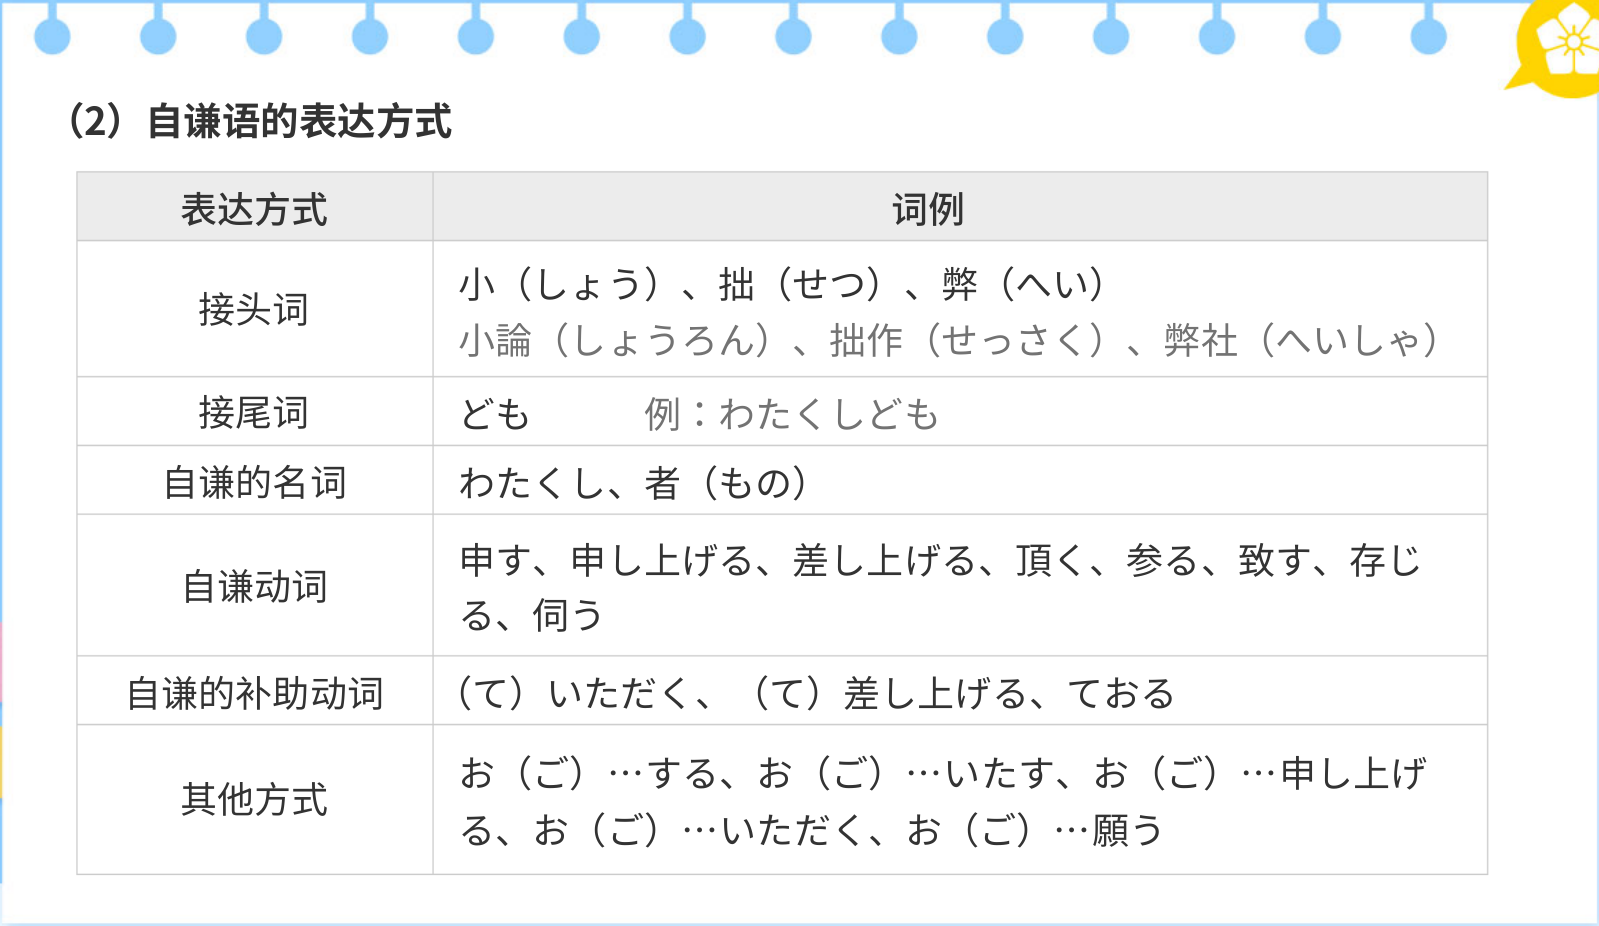 （2）自谦语的表达方式
表达方式
词例
接头词
小（しょう）、拙（せつ）、弊（へい）
小論（しょうろん）、拙作（せっさく）、弊社（へいしゃ）
接尾词
ども　　　例：わたくしども
自谦的名词
わたくし、者（もの）
自谦动词
申す、申し上げる、差し上げる、頂く、参る、致す、存じ
る、伺う
自谦的补助动词
（て）いただく、（て）差し上げる、ておる
其他方式
お（ご）…する、お（ご）…いたす、お（ご）…申し上げ
る、お（ご）…いただく、お（ご）…願う